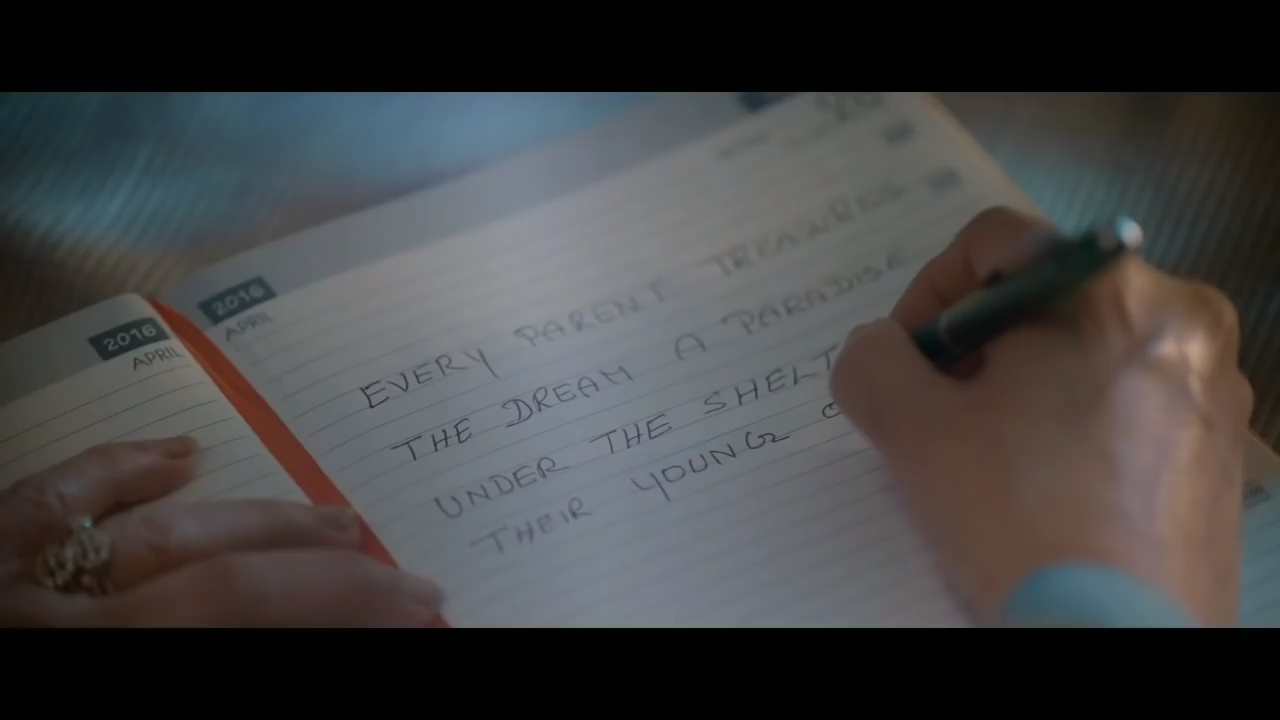 2016
APRIL
2016
APRIL
EVERY PARENT TREASURES
THE DREAM A PARADISE
UNDER THE SHELT
THEIR YOUNG